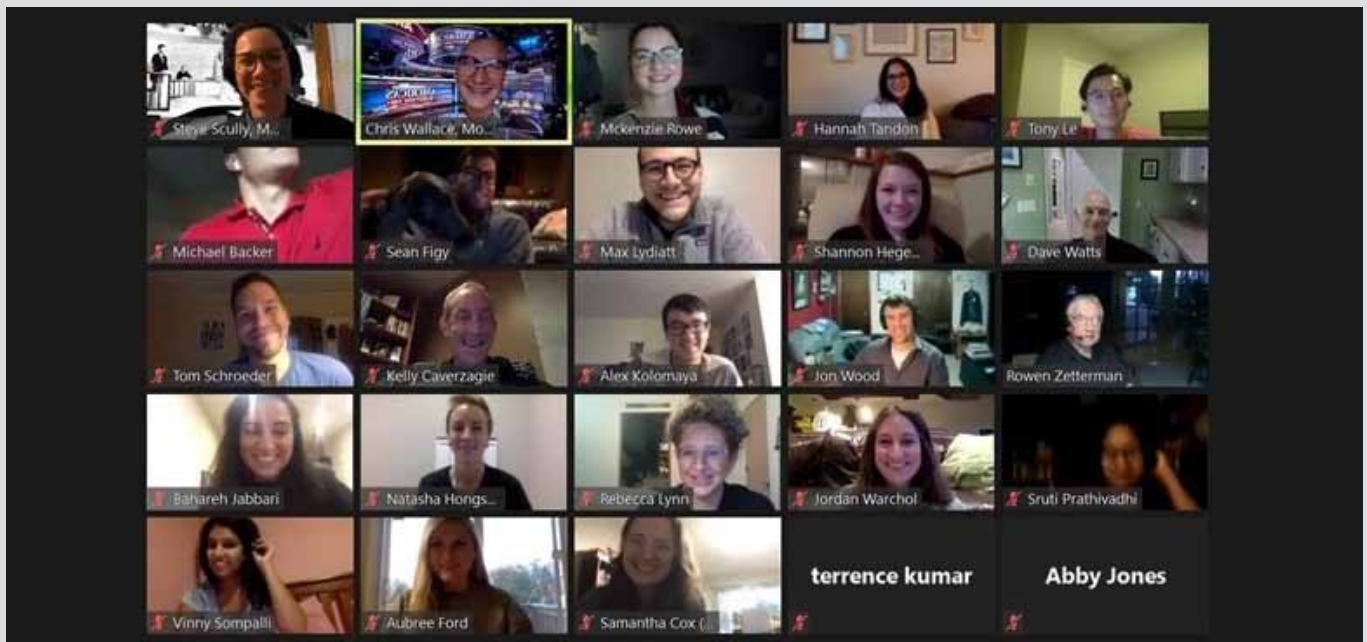 Steve Scully, M...
Chris Wallace, Mo...
Mckenzie Rowe
Hannah Tandon
Tony Le
Michael Backer
Sean Figy
Max Lydiatt
Shannon Hege...
Dave Watts
Tom Schroeder
Kelly Caverzagie
Alex Kolomaya
Jon Wood
Rowen Zetterman
Bahareh Jabbari
Natasha Hongs...
Rebecca Lynn
Jordan Warchol
Sruti Prathivadhi
Vinny Sompalli
Aubree Ford
Samantha Cox (...
terrence kumar
Abby Jones